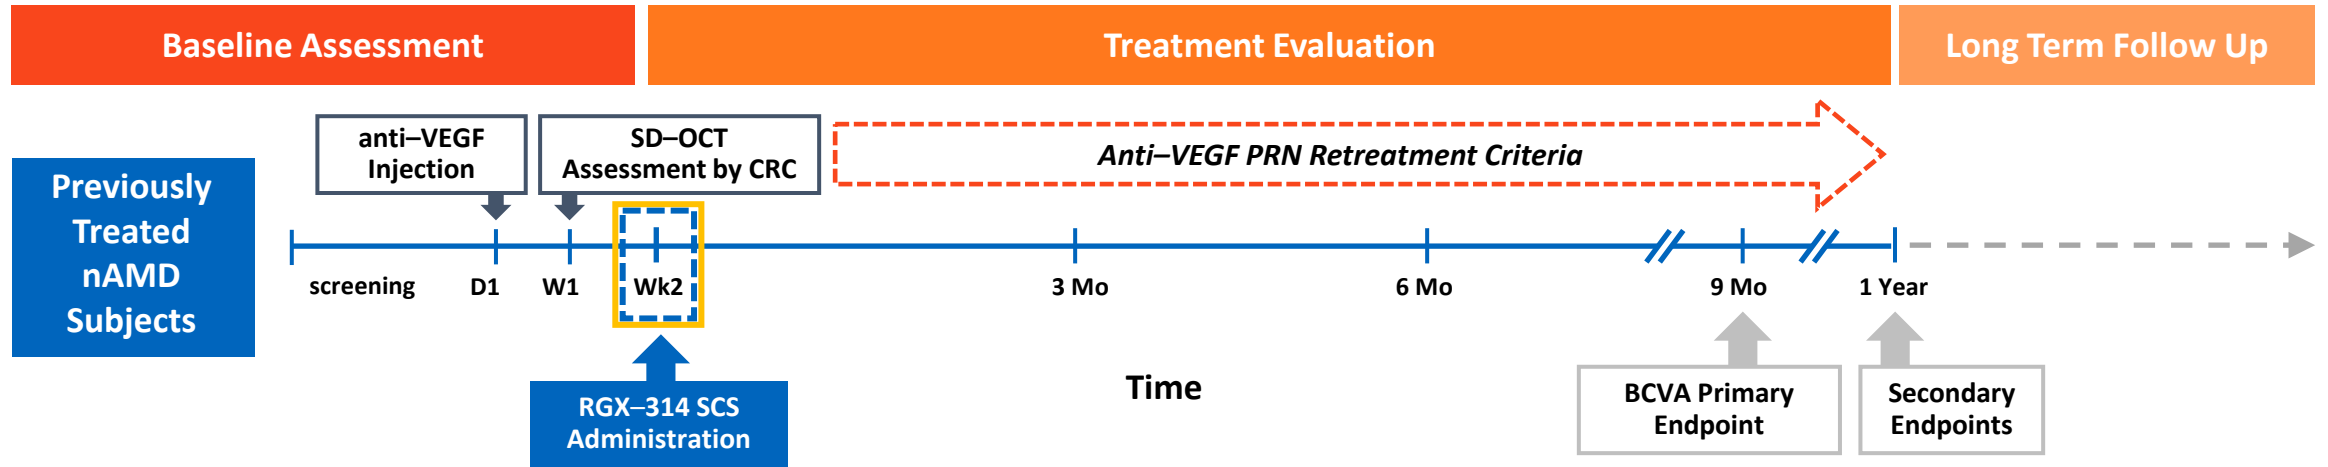 Baseline Assessment
Treatment Evaluation
Long Term Follow Up
anti–VEGF
Injection
SD–OCT
Assessment by CRC
Anti–VEGF PRN Retreatment Criteria
Previously
Treated
nAMD
Subjects
screening
D1
W1
Wk2
3 Mo
6 Mo
9 Mo
1 Year
RGX–314 SCS
Administration
Time
BCVA Primary
Endpoint
Secondary
Endpoints